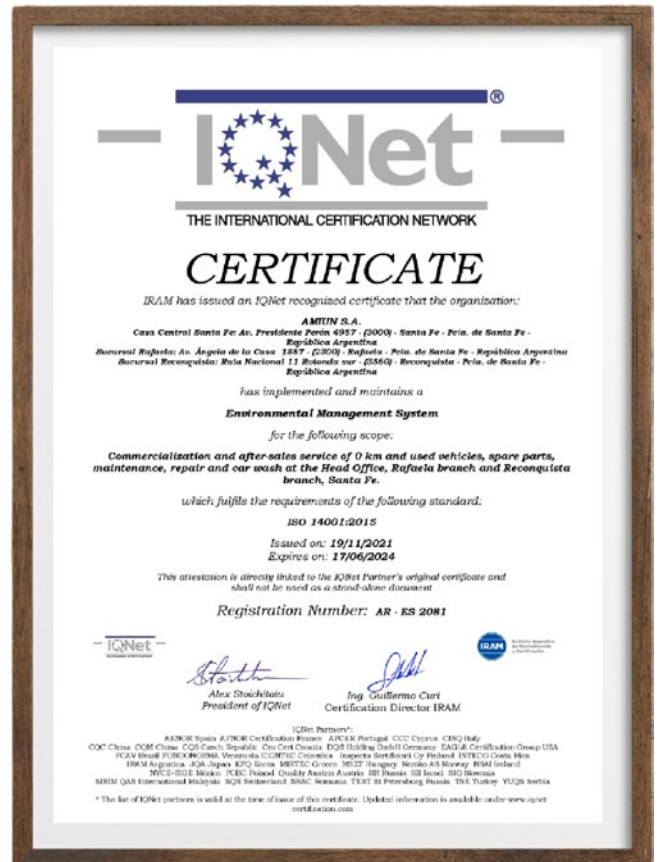 IQNet ®
THE INTERNATIONAL CERTIFICATION NETWORK
CERTIFICATE
IRAM has issued an IQNet recognized certificate that the organization:
AMIUN S.A.
Casa Central Santa Fe: Av. Presidente Perón 4957 - (3000) - Santa Fe - Pcia. de Santa Fe -
República Argentina
Sucursal Rafaela: Av. Ángela de la Casa 1887 - (2300) - Rafaela - Pcia. de Santa Fe - República Argentina
Sucursal Reconquista: Ruta Nacional 11 Rotonda sur - (3560) - Reconquista - Pcia. de Santa Fe -
República Argentina
has implemented and maintains a
Environmental Management System
for the following scope:
Commercialization and after-sales service of 0 km and used vehicles, spare parts,
maintenance, repair and car wash at the Head Office, Rafaela branch and Reconquista
branch, Santa Fe.
which fulfils the requirements of the following standard:
ISO 14001:2015
Issued on: 19/11/2021
Expires on: 17/06/2024
This attestation is directly linked to the IQNet Partner's original certificate and
shall not be used as a stand-alone document
Registration Number: AR - ES 2081
IQNet
IRAM
Alex Stoichitoiu
President of IQNet
Ing. Guillermo Curi
Certification Director IRAM
IQNet Partners*:
AENOR Spain AFNOR Certification France APCER Portugal CCC Cyprus CISQ Italy
CQC China CQM China CQS Czech Republic Cro Cert Croatia DQS Holding GmbH Germany EAGLE Certification Group USA
FCAV Brazil FONDONORMA Venezuela ICONTEC Colombia Inspecta Sertifiointi Oy Finland INTECO Costa Rica
IRAM Argentina JQA Japan KFQ Korea MIRTEC Greece MSZT Hungary Nemko AS Norway NSAI Ireland
NYCE-SIGE México PCBC Poland Quality Austria Austria RR Russia SII Israel SIQ Slovenia
SIRIM QAS International Malaysia SQS Switzerland SRAC Romania TEST St Petersburg Russia TSE Turkey YUQS Serbia
* The list of IQNet partners is valid at the time of issue of this certificate. Updated information is available under www.iqnet-
certification.com